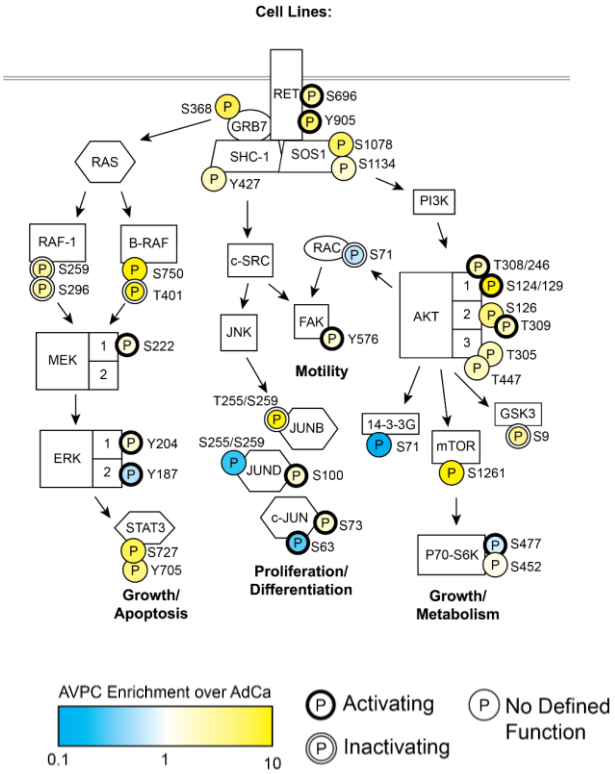 Cell Lines:
RET
P S696
P Y905
S368 P
GRB7
SHC-1
SOS1
P S1078
P S1134
P Y427
RAS
PI3K
RAF-1
P S259
P S296
B-RAF
P S750
P T401
c-SRC
RAC
P S71
AKT
1
2
3
P T308/246
P S124/129
P S126
P T309
P T305
P T447
MEK
1
2
P S222
JNK
FAK
P Y576
Motility
T255/S259
P
JUNB
S255/S259
P
JUND
P S100
c-JUN
P S73
P S63
Proliferation/
Differentiation
ERK
1
2
P Y204
P Y187
STAT3
P S727
P Y705
Growth/
Apoptosis
14-3-3G
P S71
mTOR
P S1261
GSK3
P S9
P70-S6K
P S477
P S452
Growth/
Metabolism
AVPC Enrichment over AdCa
0.1 1 10
P Activating
P Inactivating
P No Defined
Function